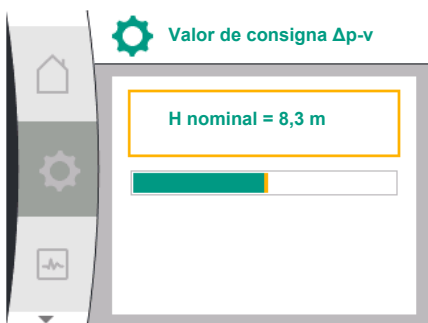 Valor de consigna Δp-v
H nominal = 8,3 m